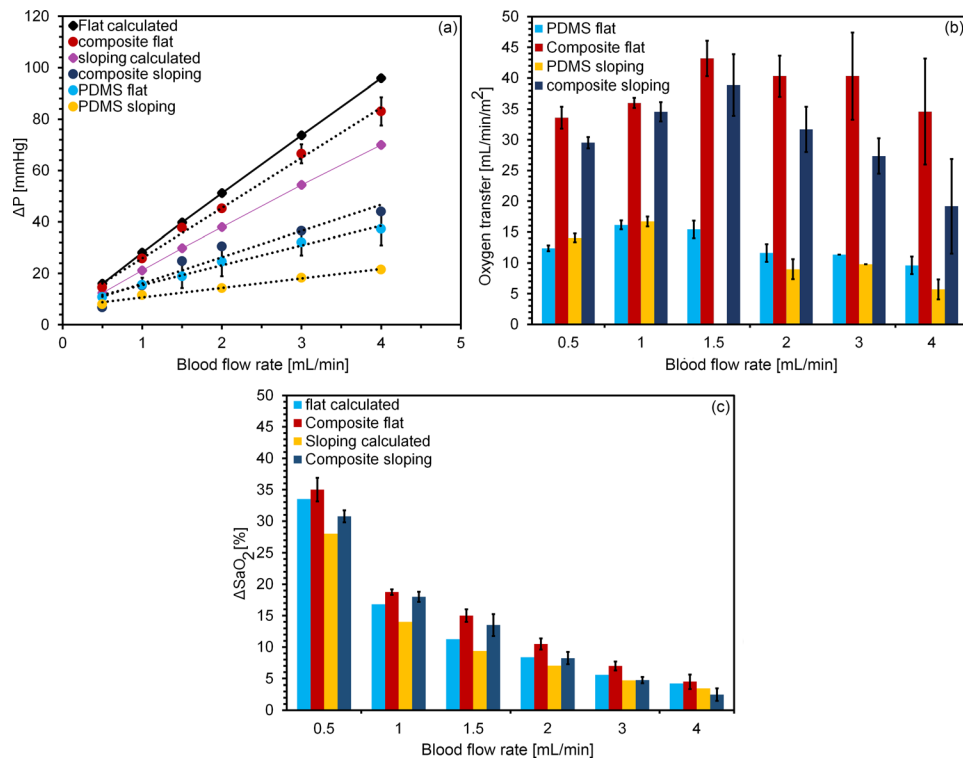 (a)
Flat calculated
composite flat
sloping calculated
composite sloping
PDMS flat
PDMS sloping
ΔP [mmHg]
120
100
80
60
40
20
0
0 1 2 3 4 5
Blood flow rate [mL/min]
(b)
PDMS flat
Composite flat
PDMS sloping
composite sloping
Oxygen transfer [mL/min/m²]
50
45
40
35
30
25
20
15
10
5
0
0.5 1 1.5 2 3 4
Blood flow rate [mL/min]
(c)
flat calculated
Composite flat
Sloping calculated
Composite sloping
ΔSaO₂[%]
50
45
40
35
30
25
20
15
10
5
0
0.5 1 1.5 2 3 4
Blood flow rate [mL/min]